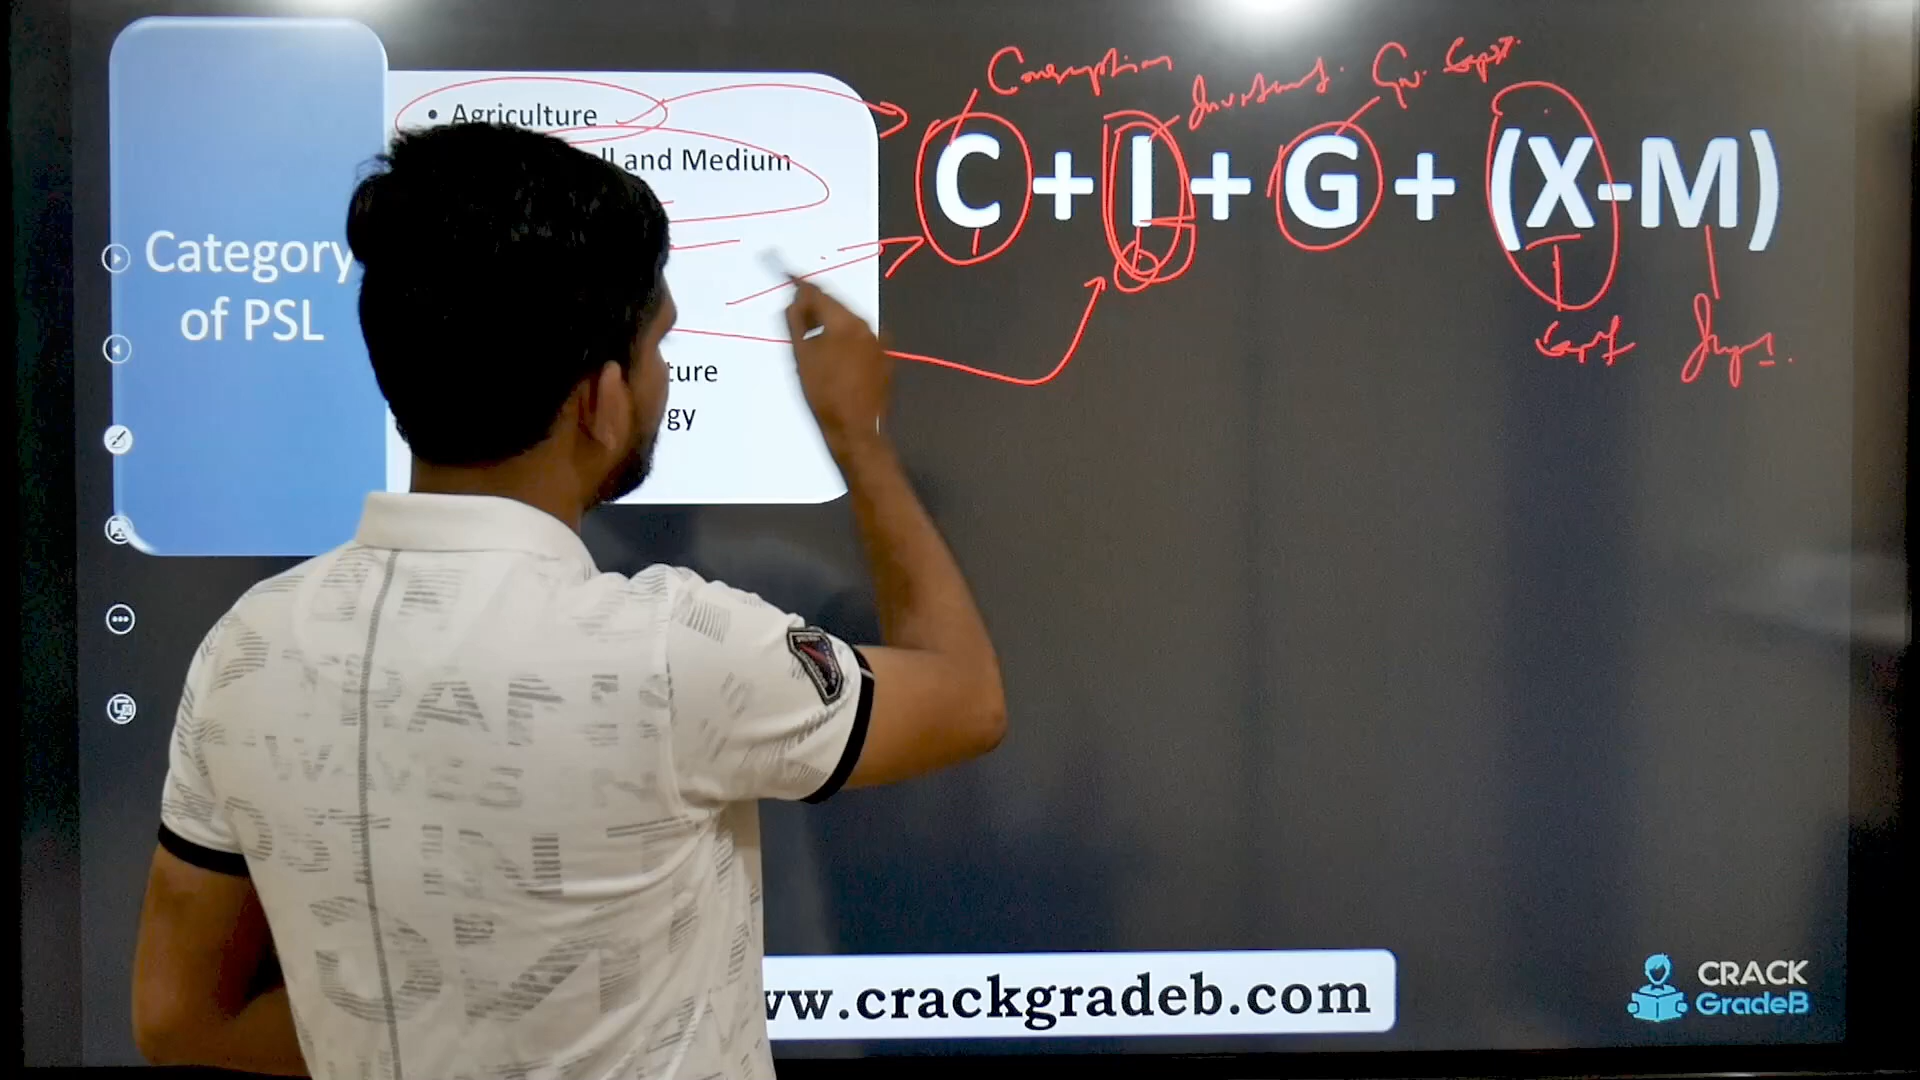 Category
of PSL
• Agriculture
ll and Medium
ture
gy
Consumption
Investment.
Gov. Expt.
C + I + G + (X-M)
Export
Import.
ww.crackgradeb.com
CRACK
GradeB